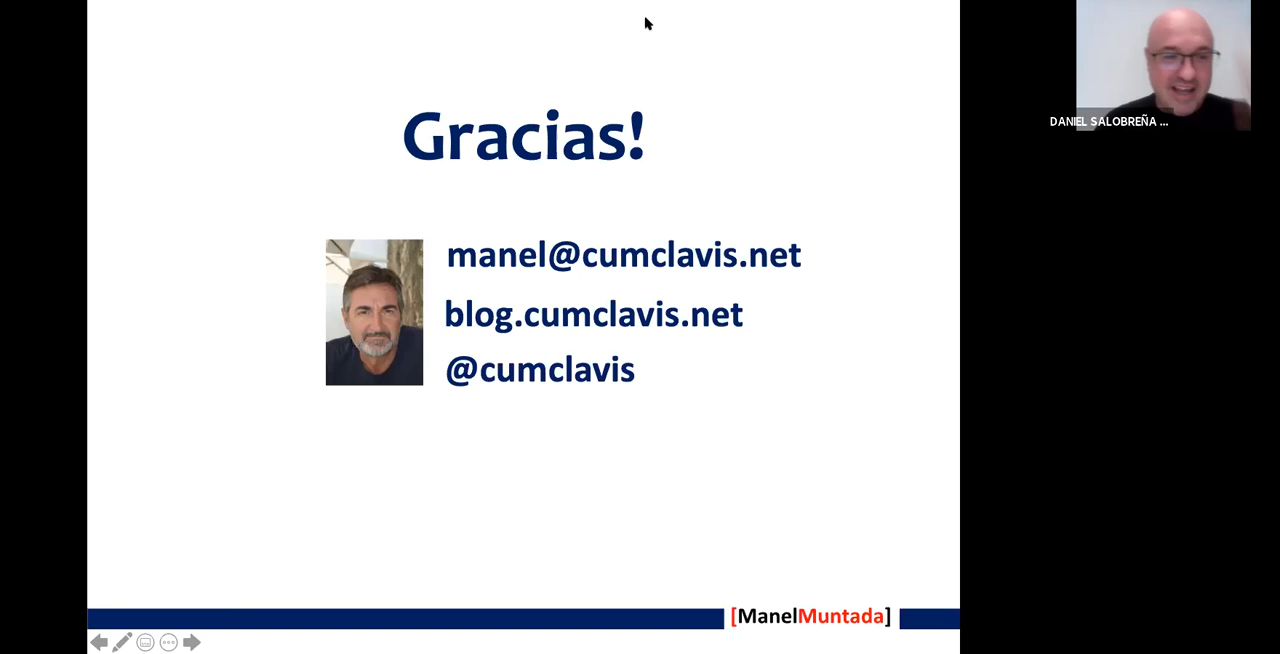 Gracias!
manel@cumclavis.net
blog.cumclavis.net
@cumclavis
[ManelMuntada]
DANIEL SALOBREÑA ...